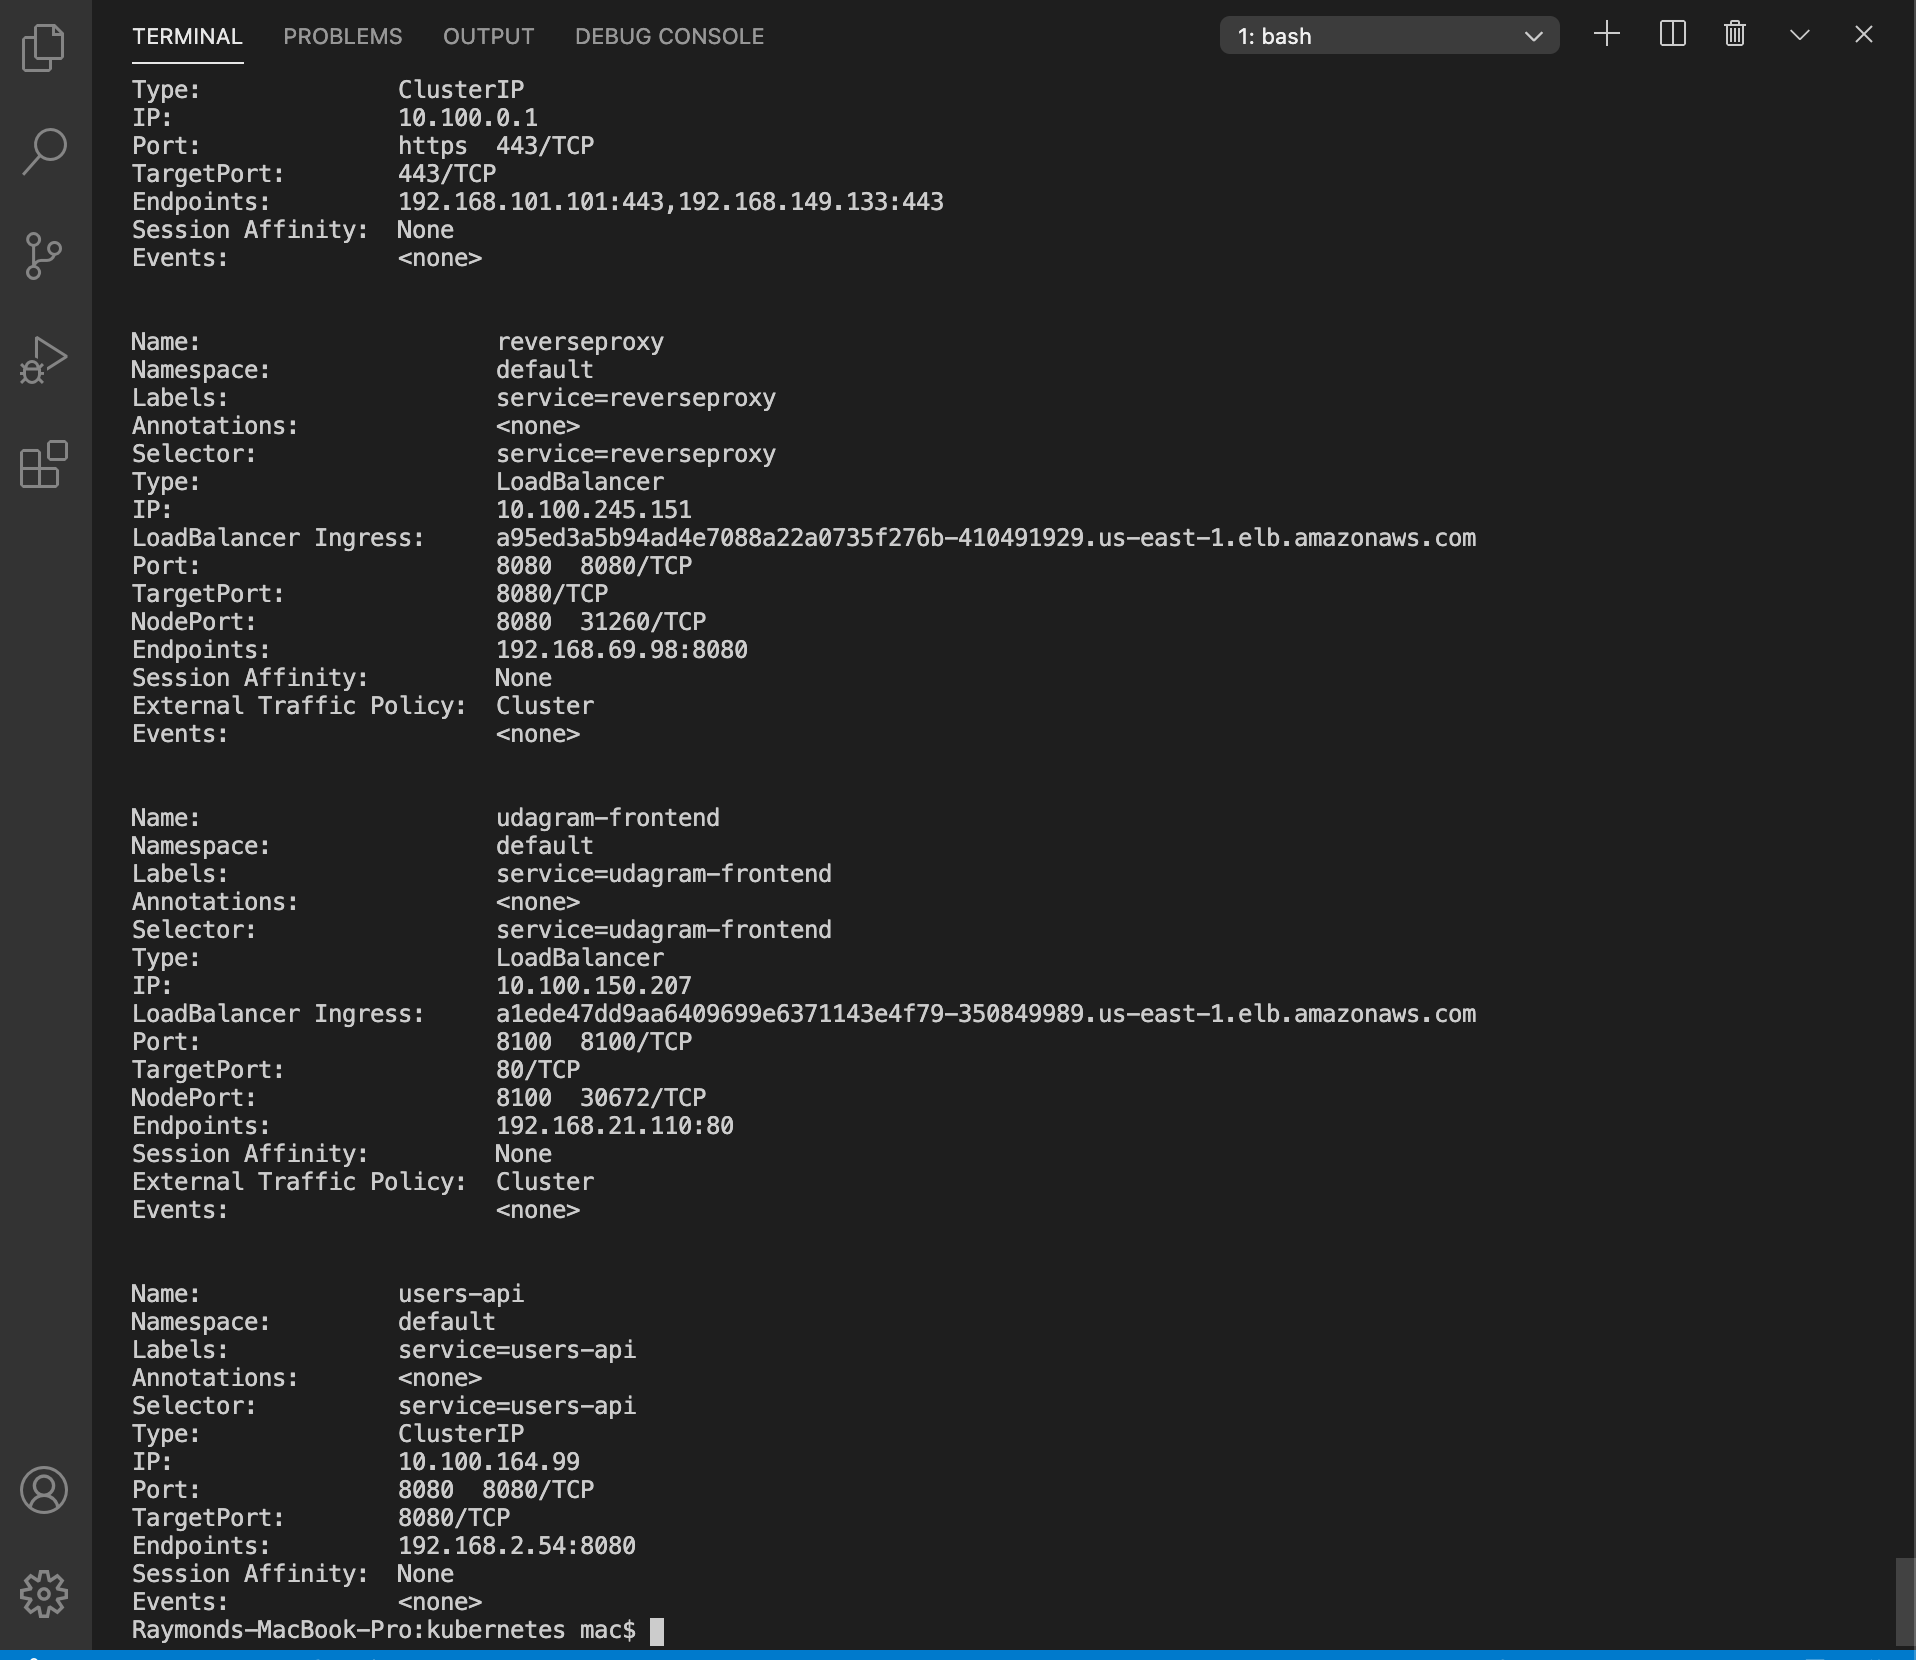 TERMINAL PROBLEMS OUTPUT DEBUG CONSOLE 1: bash
Type: ClusterIP
IP: 10.100.0.1
Port: https 443/TCP
TargetPort: 443/TCP
Endpoints: 192.168.101.101:443,192.168.149.133:443
Session Affinity: None
Events: <none>
Name: reverseproxy
Namespace: default
Labels: service=reverseproxy
Annotations: <none>
Selector: service=reverseproxy
Type: LoadBalancer
IP: 10.100.245.151
LoadBalancer Ingress: a95ed3a5b94ad4e7088a22a0735f276b-410491929.us-east-1.elb.amazonaws.com
Port: 8080 8080/TCP
TargetPort: 8080/TCP
NodePort: 8080 31260/TCP
Endpoints: 192.168.69.98:8080
Session Affinity: None
External Traffic Policy: Cluster
Events: <none>
Name: udagram-frontend
Namespace: default
Labels: service=udagram-frontend
Annotations: <none>
Selector: service=udagram-frontend
Type: LoadBalancer
IP: 10.100.150.207
LoadBalancer Ingress: a1ede47dd9aa6409699e6371143e4f79-350849989.us-east-1.elb.amazonaws.com
Port: 8100 8100/TCP
TargetPort: 80/TCP
NodePort: 8100 30672/TCP
Endpoints: 192.168.21.110:80
Session Affinity: None
External Traffic Policy: Cluster
Events: <none>
Name: users-api
Namespace: default
Labels: service=users-api
Annotations: <none>
Selector: service=users-api
Type: ClusterIP
IP: 10.100.164.99
Port: 8080 8080/TCP
TargetPort: 8080/TCP
Endpoints: 192.168.2.54:8080
Session Affinity: None
Events: <none>
Raymonds-MacBook-Pro:kubernetes mac$